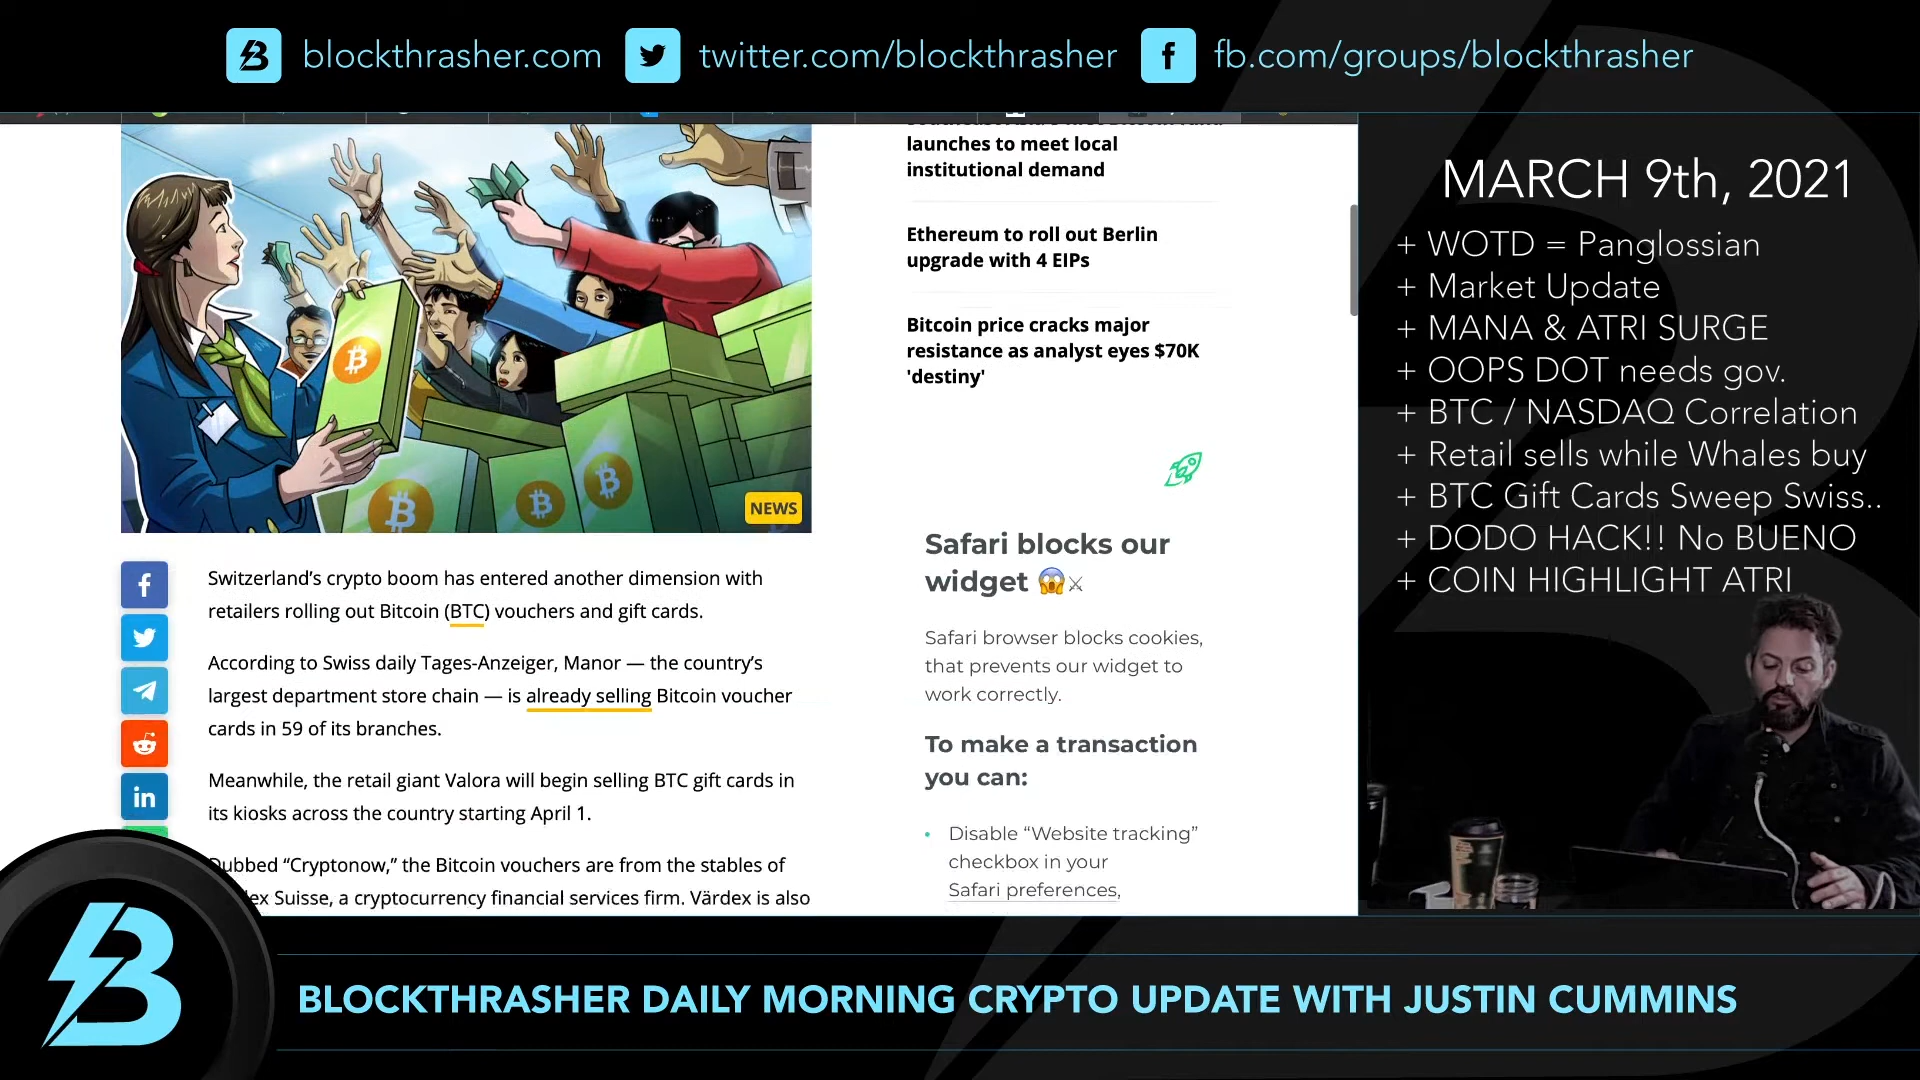 blockthrasher.com
twitter.com/blockthrasher
fb.com/groups/blockthrasher
launches to meet local
institutional demand
Ethereum to roll out Berlin
upgrade with 4 EIPs
Bitcoin price cracks major
resistance as analyst eyes $70K
'destiny'
NEWS
Switzerland’s crypto boom has entered another dimension with
retailers rolling out Bitcoin (BTC) vouchers and gift cards.
According to Swiss daily Tages-Anzeiger, Manor — the country’s
largest department store chain — is already selling Bitcoin voucher
cards in 59 of its branches.
Meanwhile, the retail giant Valora will begin selling BTC gift cards in
its kiosks across the country starting April 1.
Dubbed “Cryptonow,” the Bitcoin vouchers are from the stables of
Suisse, a cryptocurrency financial services firm. Värdex is also
Safari blocks our
widget 😱⚔
Safari browser blocks cookies,
that prevents our widget to
work correctly.
To make a transaction
you can:
• Disable “Website tracking”
checkbox in your
Safari preferences,
MARCH 9th, 2021
+ WOTD = Panglossian
+ Market Update
+ MANA & ATRI SURGE
+ OOPS DOT needs gov.
+ BTC / NASDAQ Correlation
+ Retail sells while Whales buy
+ BTC Gift Cards Sweep Swiss..
+ DODO HACK!! No BUENO
+ COIN HIGHLIGHT ATRI
BLOCKTHRASHER DAILY MORNING CRYPTO UPDATE WITH JUSTIN CUMMINS